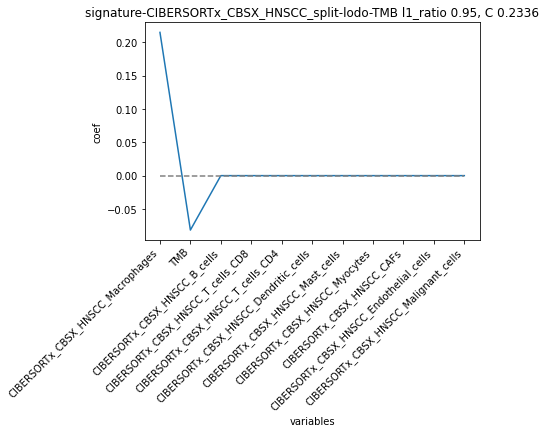 signature-CIBERSORTx_CBSX_HNSCC_split-lodo-TMB l1_ratio 0.95, C 0.2336
0.20
0.15
0.10
0.05
0.00
−0.05
coef
CIBERSORTx_CBSX_HNSCC_Macrophages
TMB
CIBERSORTx_CBSX_HNSCC_B_cells
CIBERSORTx_CBSX_HNSCC_T_cells_CD8
CIBERSORTx_CBSX_HNSCC_T_cells_CD4
CIBERSORTx_CBSX_HNSCC_Dendritic_cells
CIBERSORTx_CBSX_HNSCC_Mast_cells
CIBERSORTx_CBSX_HNSCC_Myocytes
CIBERSORTx_CBSX_HNSCC_CAFs
CIBERSORTx_CBSX_HNSCC_Endothelial_cells
CIBERSORTx_CBSX_HNSCC_Malignant_cells
variables